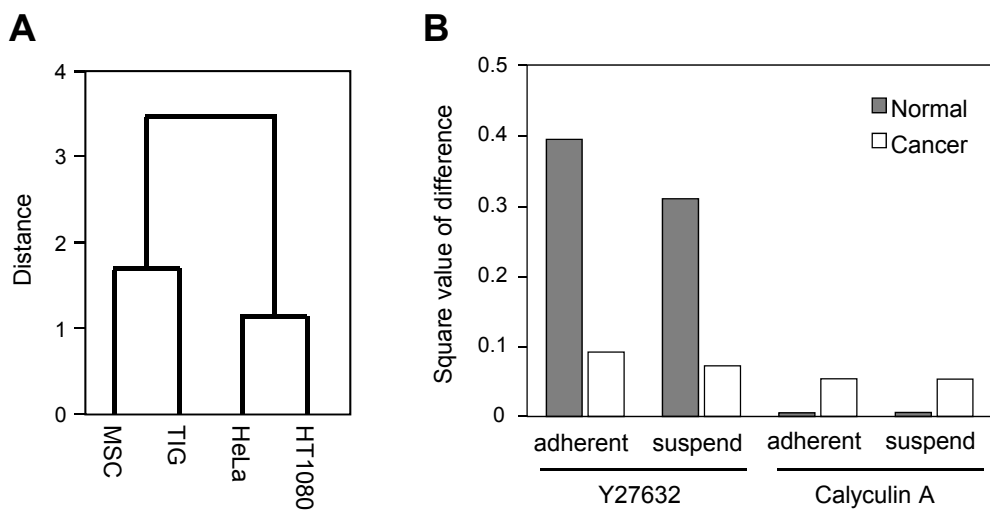 A
4
3
2
1
0
Distance
MSC
TIG
HeLa
HT1080
B
0.5
0.4
0.3
0.2
0.1
0
Square value of difference
Normal
Cancer
adherent suspend adherent suspend
Y27632 Calyculin A